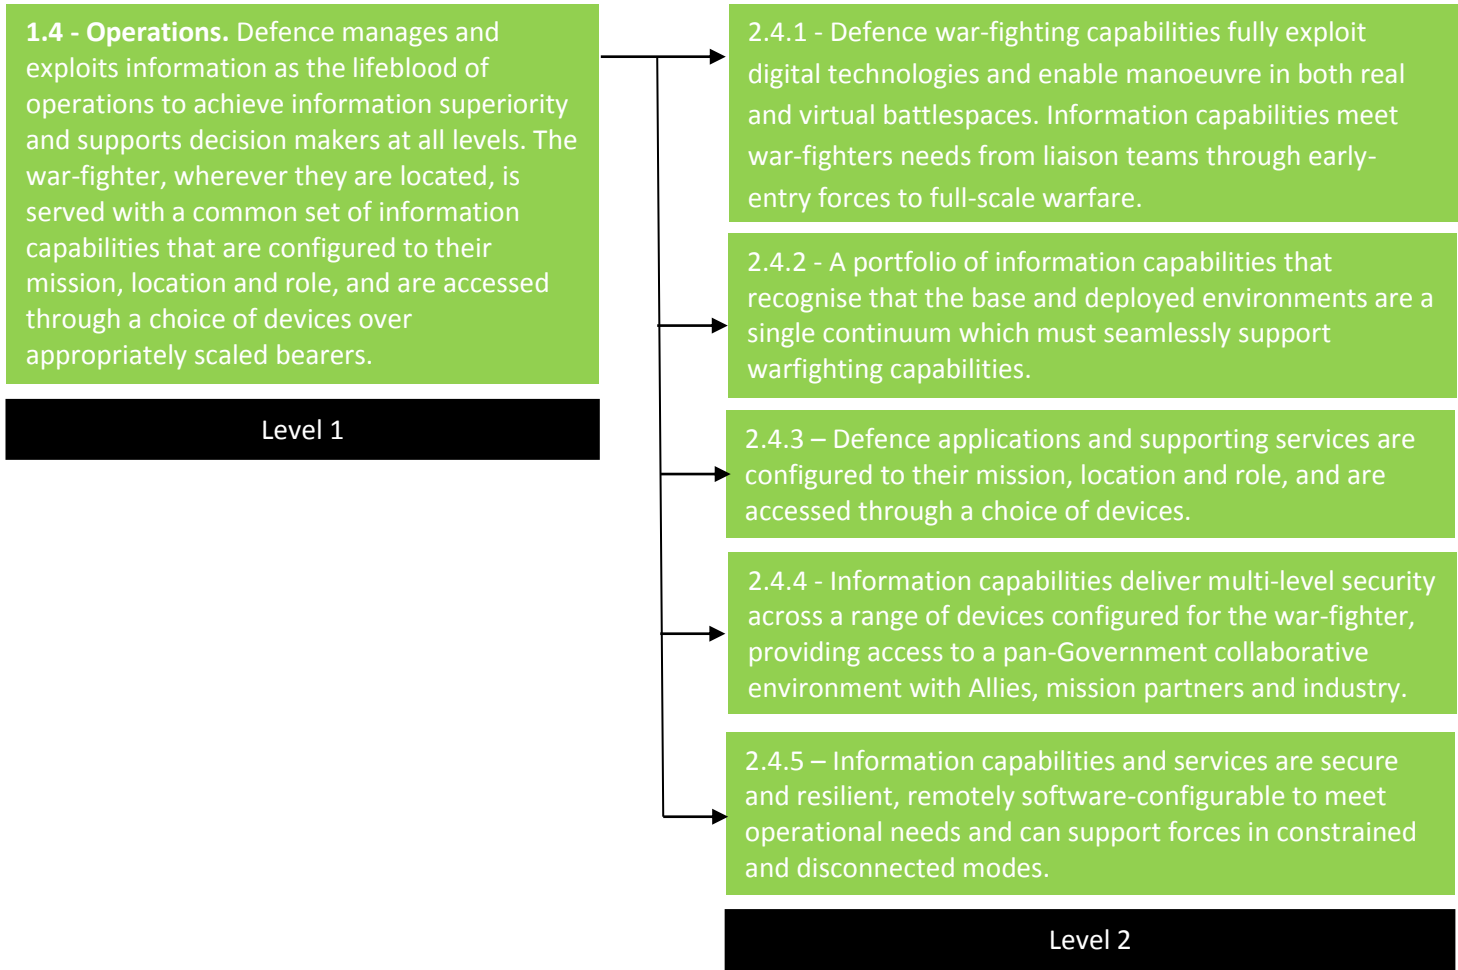 1.4 - Operations. Defence manages and
exploits information as the lifeblood of
operations to achieve information superiority
and supports decision makers at all levels. The
war-fighter, wherever they are located, is
served with a common set of information
capabilities that are configured to their
mission, location and role, and are accessed
through a choice of devices over
appropriately scaled bearers.
Level 1
2.4.1 - Defence war-fighting capabilities fully exploit
digital technologies and enable manoeuvre in both real
and virtual battlespaces. Information capabilities meet
war-fighters needs from liaison teams through early-
entry forces to full-scale warfare.
2.4.2 - A portfolio of information capabilities that
recognise that the base and deployed environments are a
single continuum which must seamlessly support
warfighting capabilities.
2.4.3 – Defence applications and supporting services are
configured to their mission, location and role, and are
accessed through a choice of devices.
2.4.4 - Information capabilities deliver multi-level security
across a range of devices configured for the war-fighter,
providing access to a pan-Government collaborative
environment with Allies, mission partners and industry.
2.4.5 – Information capabilities and services are secure
and resilient, remotely software-configurable to meet
operational needs and can support forces in constrained
and disconnected modes.
Level 2